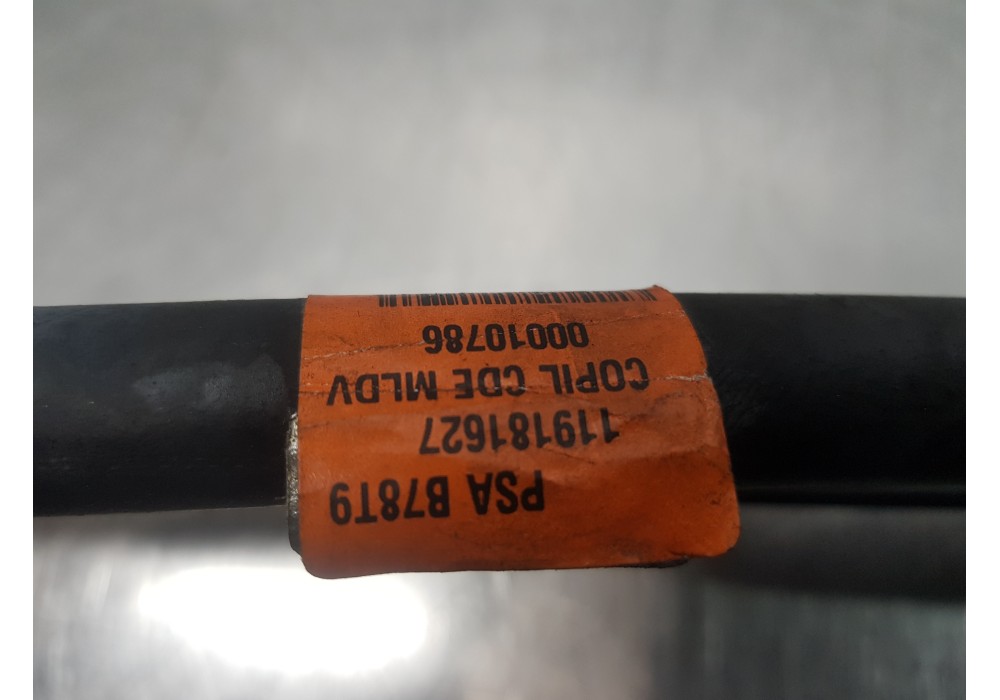 PSA B78T9
119181627
COPIL CDE MLDV
00010786